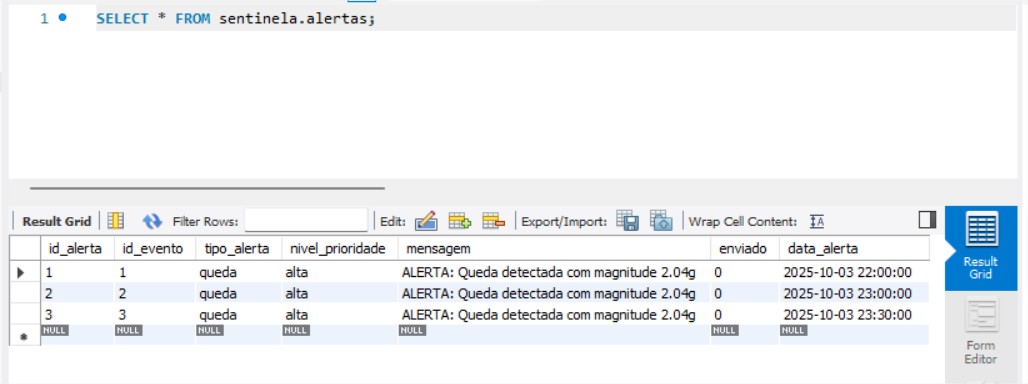 1 SELECT * FROM sentinela.alertas;
Result Grid Filter Rows: Edit: Export/Import: Wrap Cell Content: IA
id_alerta id_evento tipo_alerta nivel_prioridade mensagem enviado data_alerta
1 1 queda alta ALERTA: Queda detectada com magnitude 2.04g 0 2025-10-03 22:00:00
2 2 queda alta ALERTA: Queda detectada com magnitude 2.04g 0 2025-10-03 23:00:00
3 3 queda alta ALERTA: Queda detectada com magnitude 2.04g 0 2025-10-03 23:30:00
NULL NULL NULL NULL NULL NULL NULL
Result
Grid
Form
Editor